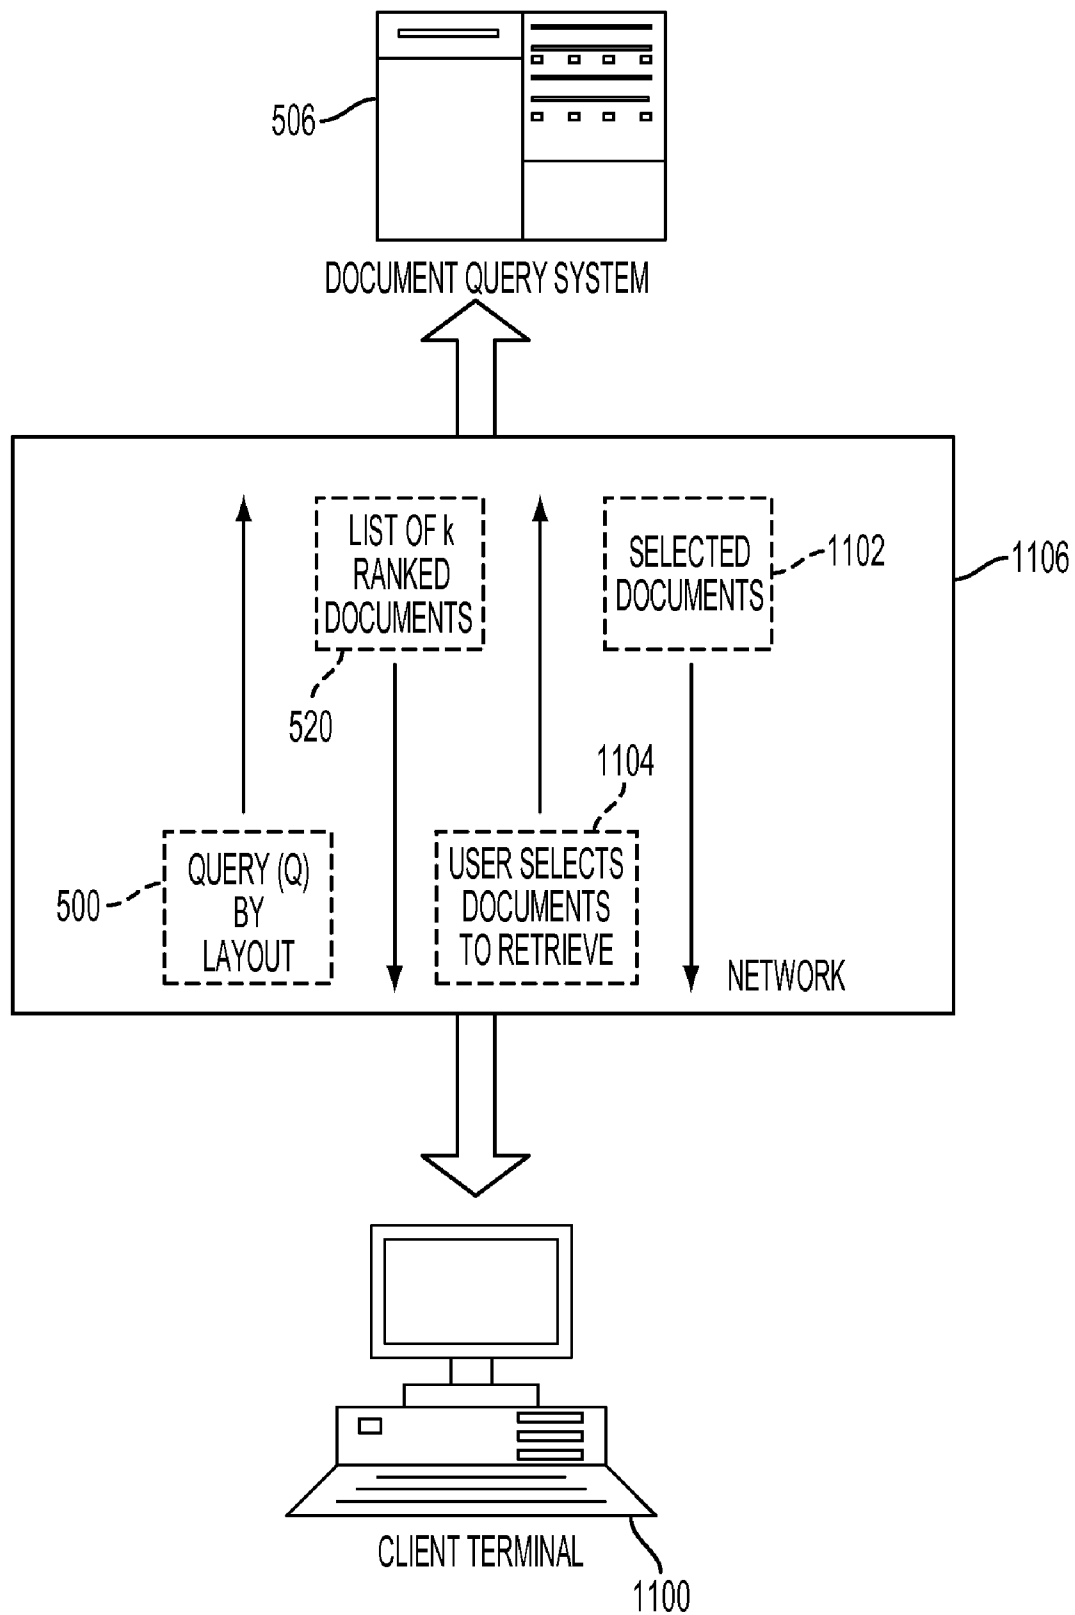 506
DOCUMENT QUERY SYSTEM
LIST OF k
RANKED
DOCUMENTS
520
SELECTED
DOCUMENTS
1102
1106
1104
USER SELECTS
DOCUMENTS
TO RETRIEVE
500
QUERY (Q)
BY
LAYOUT
NETWORK
CLIENT TERMINAL
1100